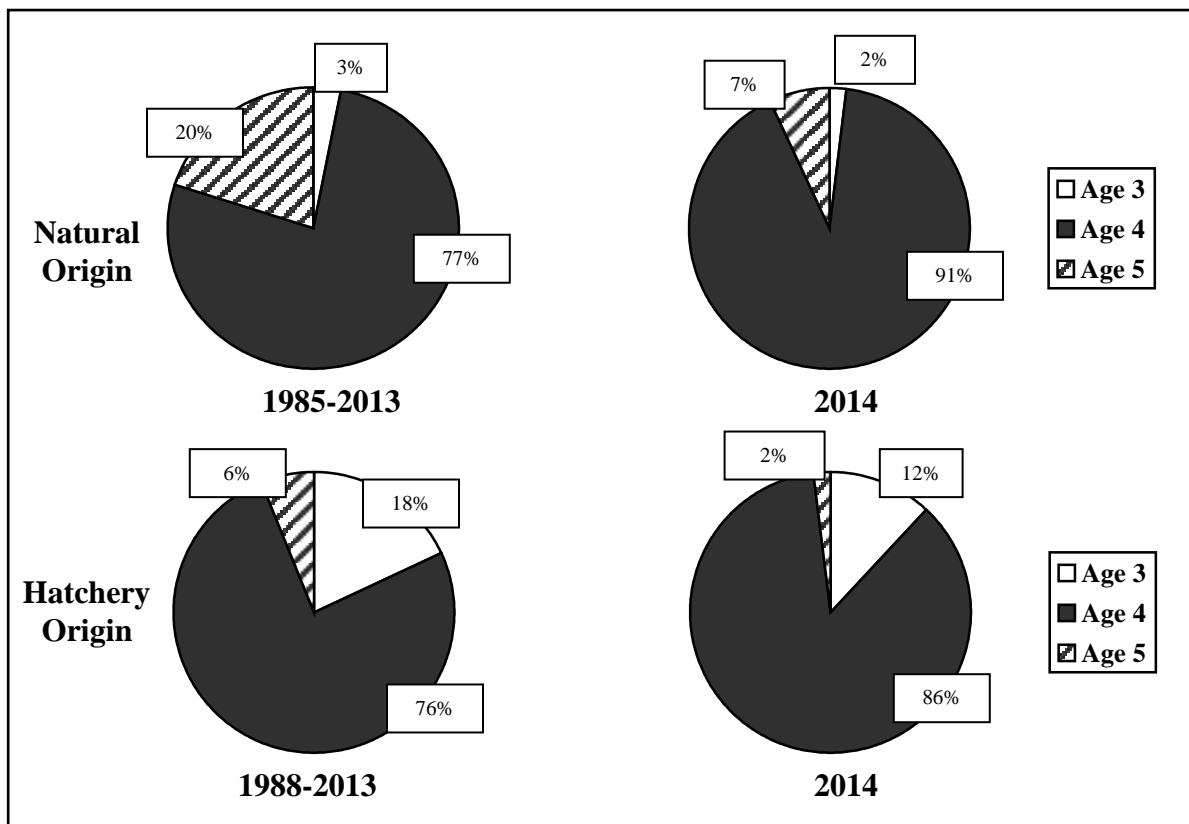 3%
2%
7%
20%
Age 3
Age 4
Age 5
Natural
Origin
77%
91%
1985-2013
2014
6%
18%
2%
12%
Age 3
Age 4
Age 5
Hatchery
Origin
76%
86%
1988-2013
2014